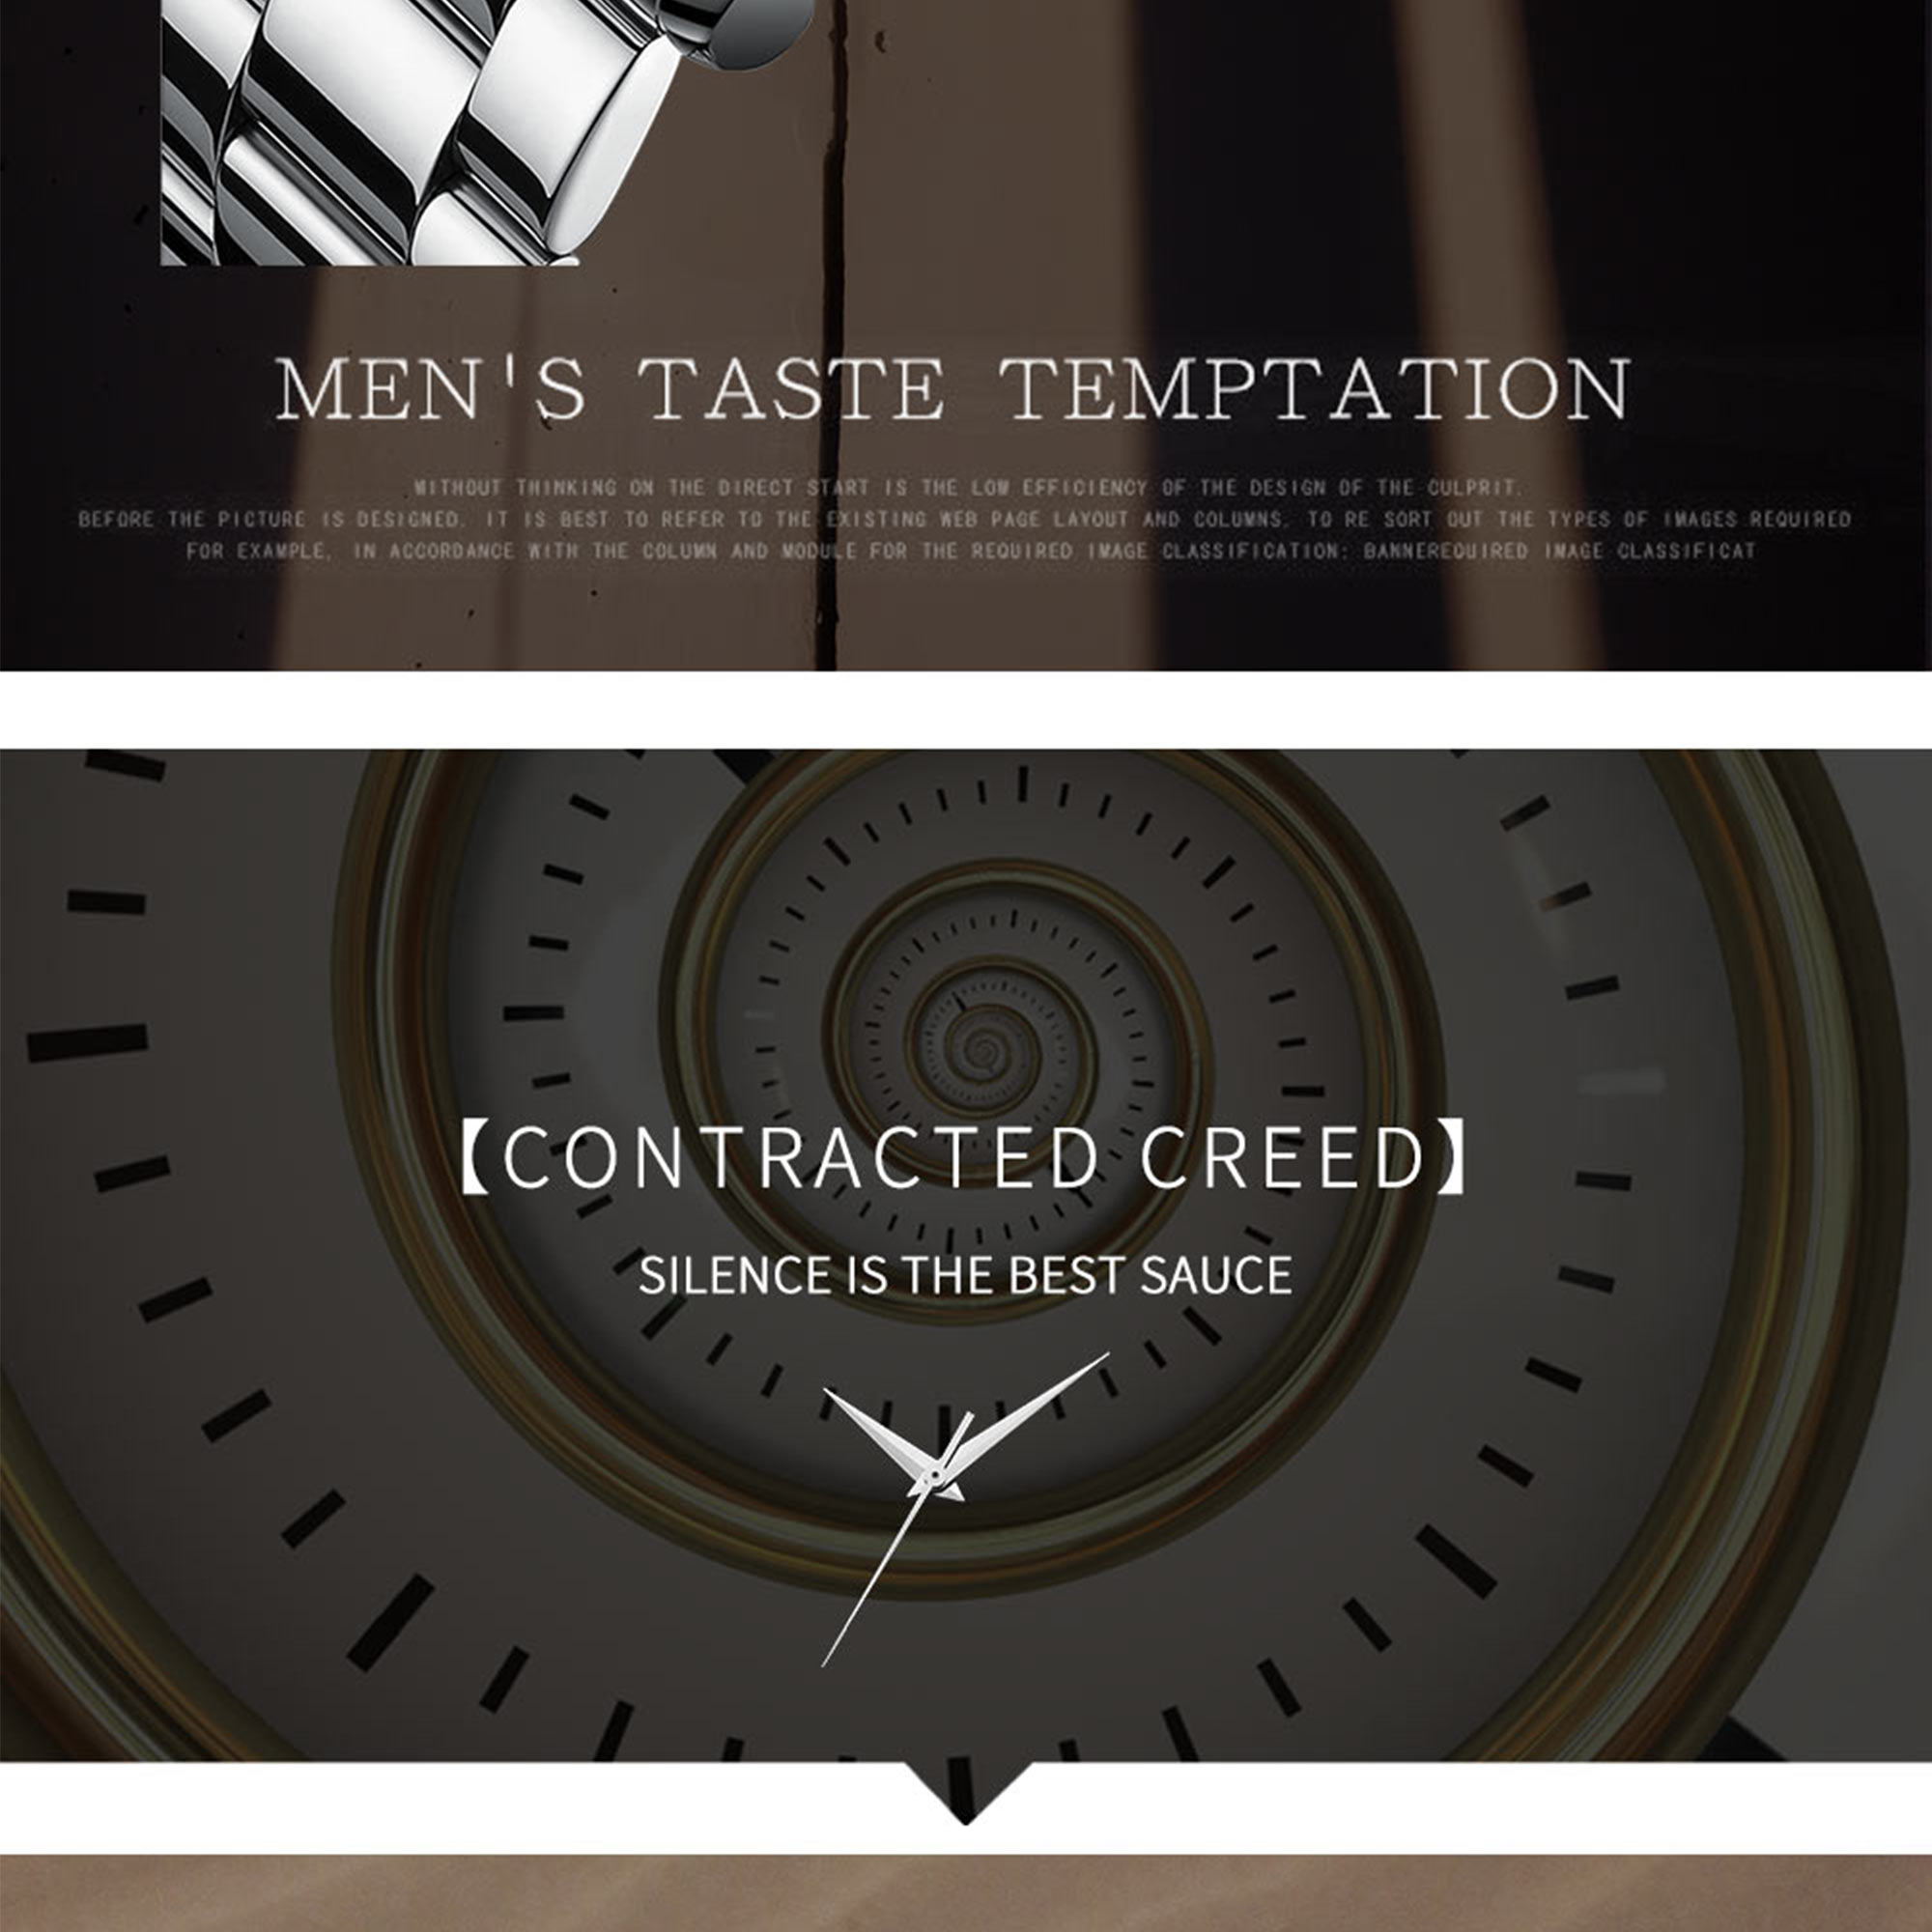 MEN'S TASTE TEMPTATION
WITHOUT THINKING ON THE DIRECT START IS THE LOW EFFICIENCY OF THE DESIGN OF THE CULPRIT.
BEFORE THE PICTURE IS DESIGNED, IT IS BEST TO REFER TO THE EXISTING WEB PAGE LAYOUT AND COLUMNS, TO RE SORT OUT THE TYPES OF IMAGES REQUIRED
FOR EXAMPLE, IN ACCORDANCE WITH THE COLUMN AND MODULE FOR THE REQUIRED IMAGE CLASSIFICATION: BANNEREQUIRED IMAGE CLASSIFICAT
【CONTRACTED CREED】
SILENCE IS THE BEST SAUCE